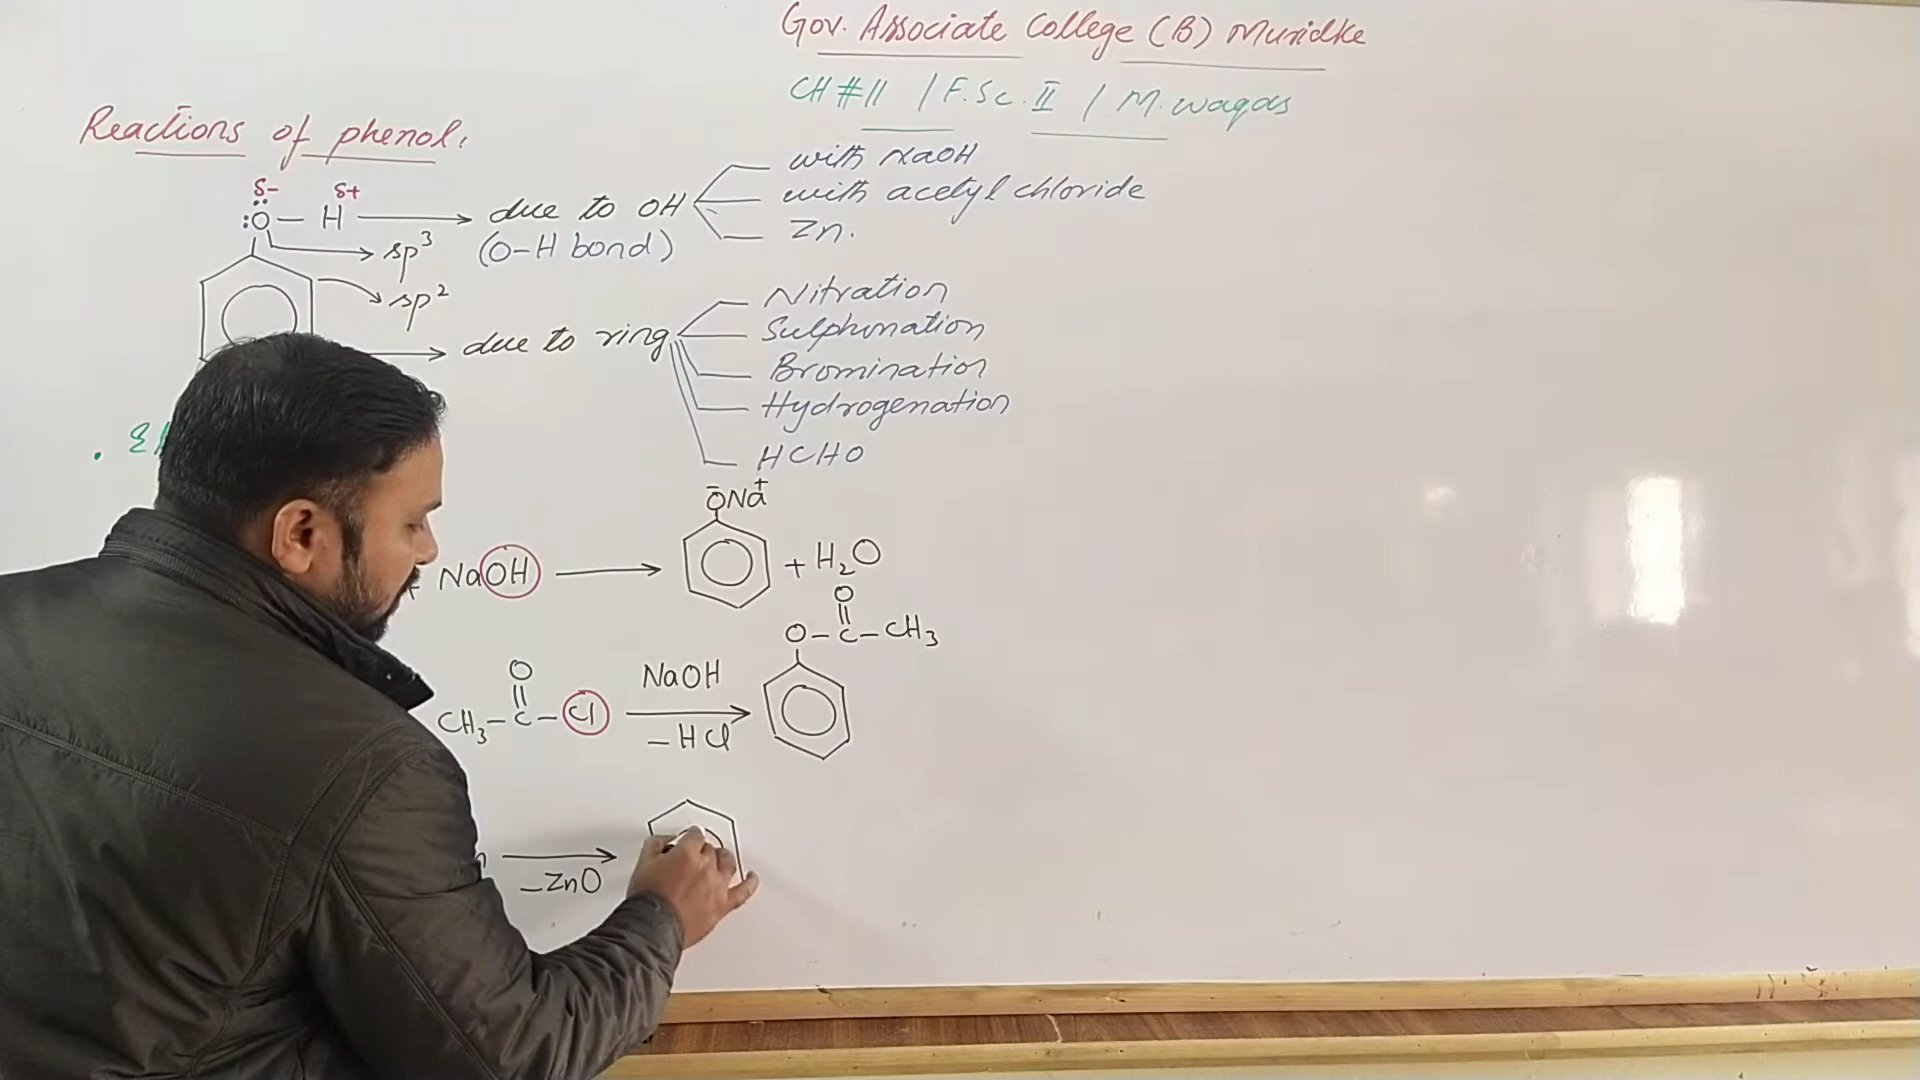 Gov. Associate College (B) Muridke
CH #11 / F.Sc. II / M. waqas
Reactions of phenol.
δ- δ+
:Ö — H → due to OH
(O-H bond)
with NaOH
with acetyl chloride
Zn.
sp³
sp²
due to ring
Nitration
Sulphonation
Bromination
Hydrogenation
HCHO
+ NaOH → ŌNa⁺ + H₂O
CH₃-C-Cl
O
||
NaOH
-HCl
O
||
O-C-CH₃
-ZnO